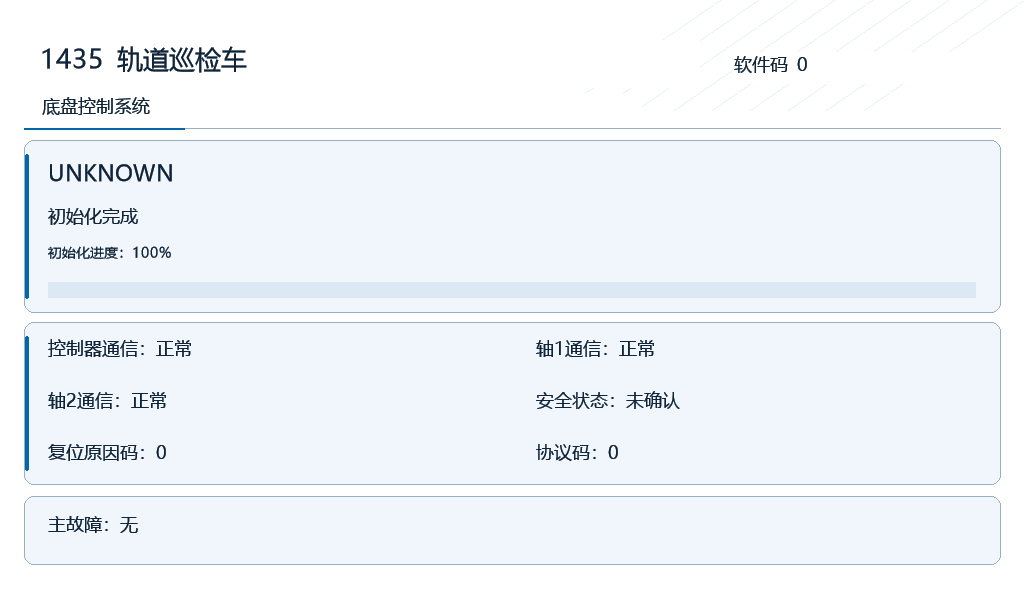 1435 轨道巡检车
软件码 0
底盘控制系统
UNKNOWN
初始化完成
初始化进度：100%
控制器通信：正常
轴1通信：正常
轴2通信：正常
安全状态：未确认
复位原因码：0
协议码：0
主故障：无